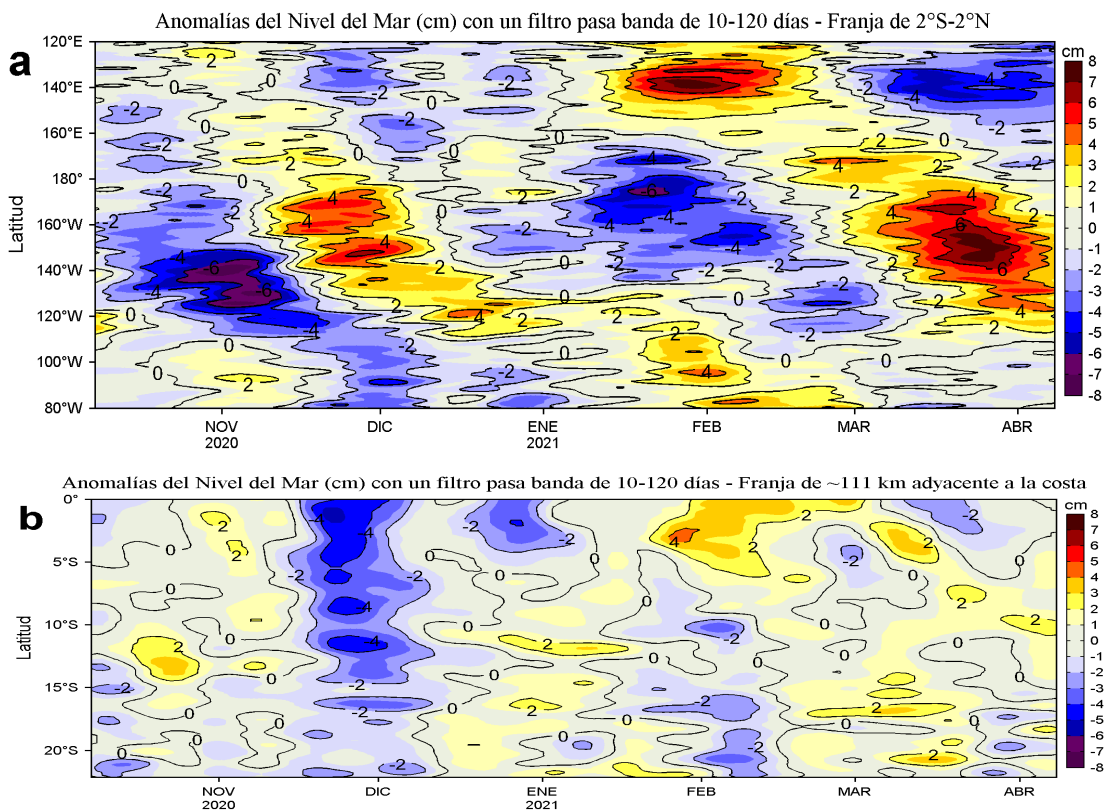 Anomalías del Nivel del Mar (cm) con un filtro pasa banda de 10-120 días - Franja de 2°S-2°N
a
cm
120°E
140°E
160°E
180°
160°W
140°W
120°W
100°W
80°W
Latitud
8
7
6
5
4
3
2
1
0
-1
-2
-3
-4
-5
-6
-7
-8
NOV DIC ENE FEB MAR ABR
2020 2021
Anomalías del Nivel del Mar (cm) con un filtro pasa banda de 10-120 días - Franja de ~111 km adyacente a la costa
b
cm
0°
5°S
10°S
15°S
20°S
Latitud
8
7
6
5
4
3
2
1
0
-1
-2
-3
-4
-5
-6
-7
-8
NOV DIC ENE FEB MAR ABR
2020 2021